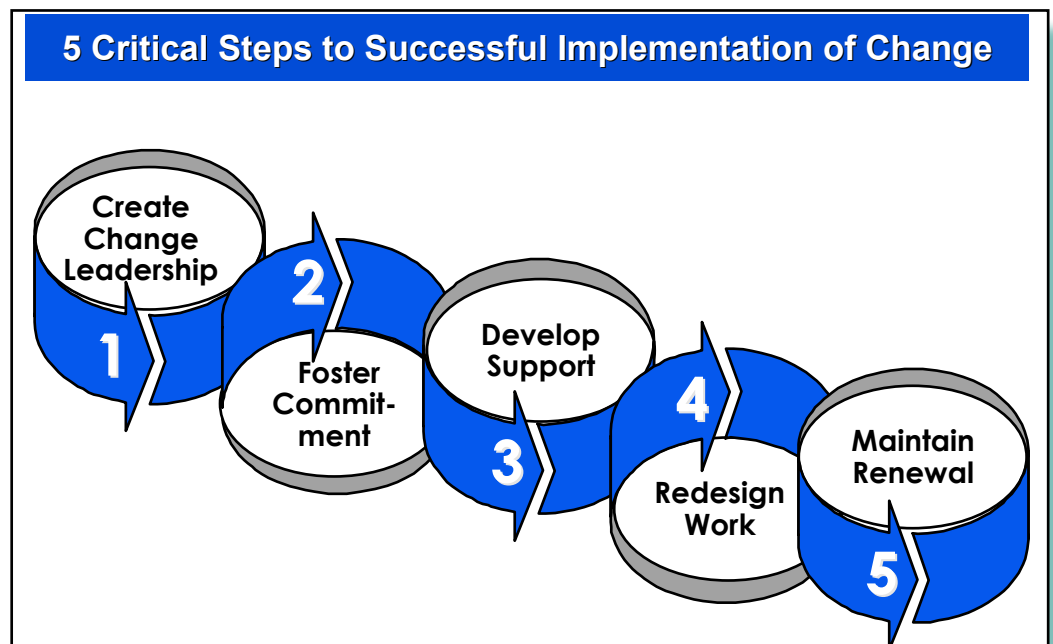 5 Critical Steps to Successful Implementation of Change
Create
Change
Leadership
1
2
Foster
Commit-
ment
Develop
Support
3
4
Redesign
Work
Maintain
Renewal
5